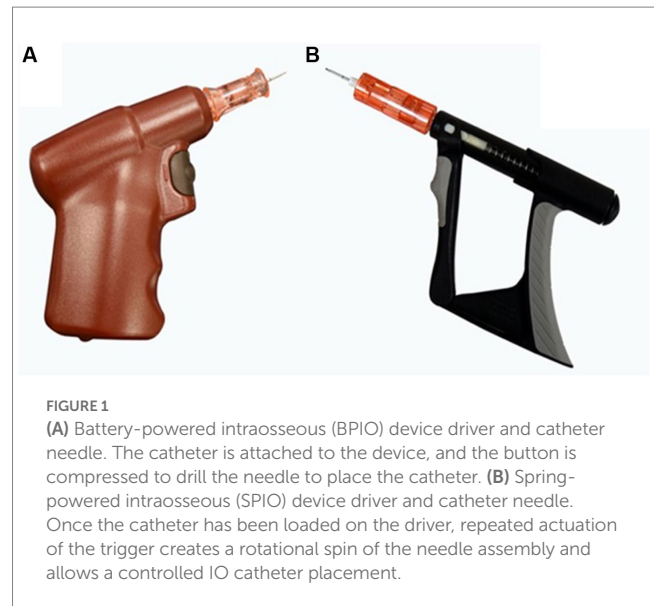 A
B
FIGURE 1
(A) Battery-powered intraosseous (BPIO) device driver and catheter
needle. The catheter is attached to the device, and the button is
compressed to drill the needle to place the catheter. (B) Spring-
powered intraosseous (SPIO) device driver and catheter needle.
Once the catheter has been loaded on the driver, repeated actuation
of the trigger creates a rotational spin of the needle assembly and
allows a controlled IO catheter placement.